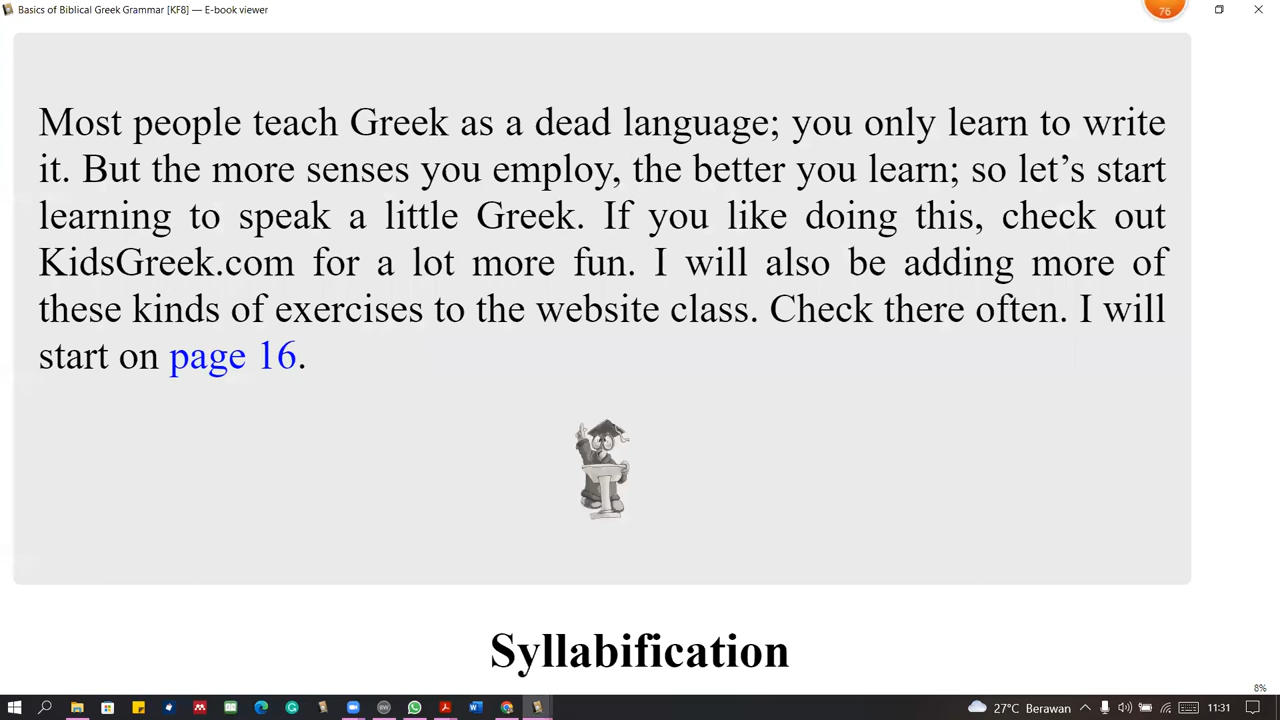 Basics of Biblical Greek Grammar [KF8] — E-book viewer
76
Most people teach Greek as a dead language; you only learn to write
it. But the more senses you employ, the better you learn; so let’s start
learning to speak a little Greek. If you like doing this, check out
KidsGreek.com for a lot more fun. I will also be adding more of
these kinds of exercises to the website class. Check there often. I will
start on page 16.
Syllabification
8%
27°C Berawan 11:31